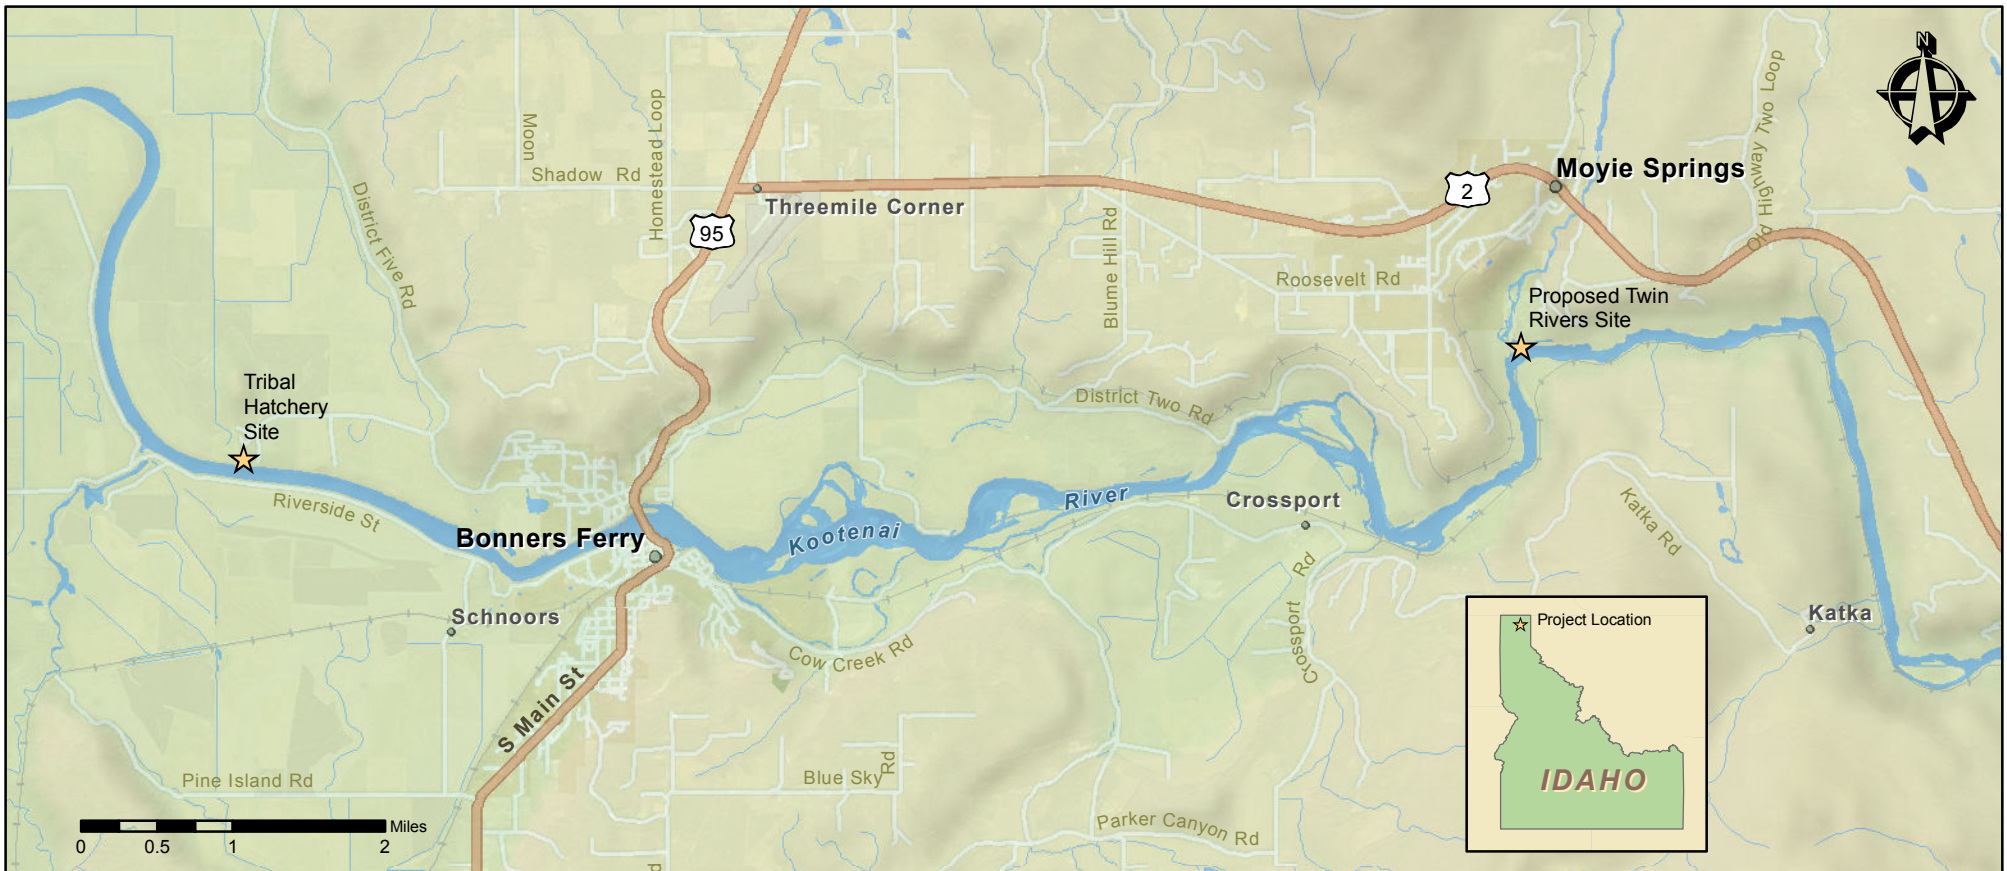 N
Moon
Shadow Rd
Homestead Loop
District Five Rd
95
Threemile Corner
Blume Hill Rd
2
Moyie Springs
Old Highway Two Loop
Roosevelt Rd
Proposed Twin
Rivers Site
Tribal
Hatchery
Site
District Two Rd
Riverside St
Bonners Ferry
Kootenai
River
Crossport
Katka Rd
Schnoors
Crossport Rd
Katka
Cow Creek Rd
S Main St
Project Location
IDAHO
Pine Island Rd
Blue Sky Rd
Parker Canyon Rd
Miles
0 0.5 1 2